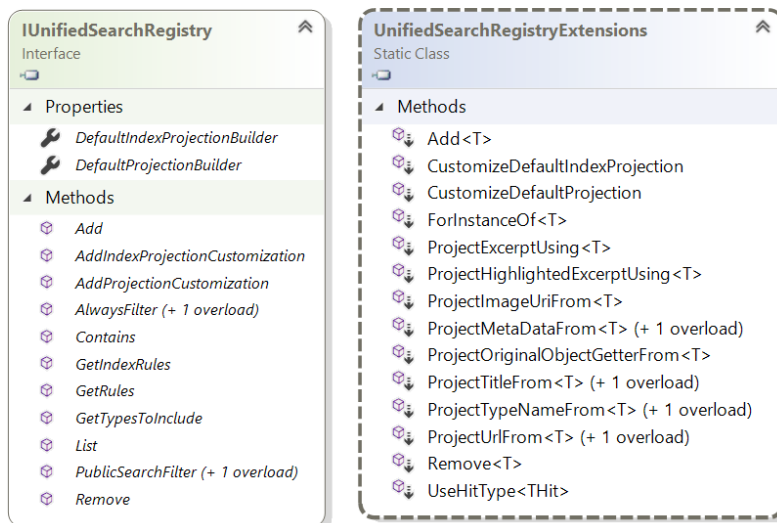 IUnifiedSearchRegistry
Interface
Properties
DefaultIndexProjectionBuilder
DefaultProjectionBuilder
Methods
Add
AddIndexProjectionCustomization
AddProjectionCustomization
AlwaysFilter (+ 1 overload)
Contains
GetIndexRules
GetRules
GetTypesToInclude
List
PublicSearchFilter (+ 1 overload)
Remove
UnifiedSearchRegistryExtensions
Static Class
Methods
Add<T>
CustomizeDefaultIndexProjection
CustomizeDefaultProjection
ForInstanceOf<T>
ProjectExcerptUsing<T>
ProjectHighlightedExcerptUsing<T>
ProjectImageUriFrom<T>
ProjectMetaDataFrom<T> (+ 1 overload)
ProjectOriginalObjectGetterFrom<T>
ProjectTitleFrom<T> (+ 1 overload)
ProjectTypeNameFrom<T> (+ 1 overload)
ProjectUrlFrom<T> (+ 1 overload)
Remove<T>
UseHitType<THit>